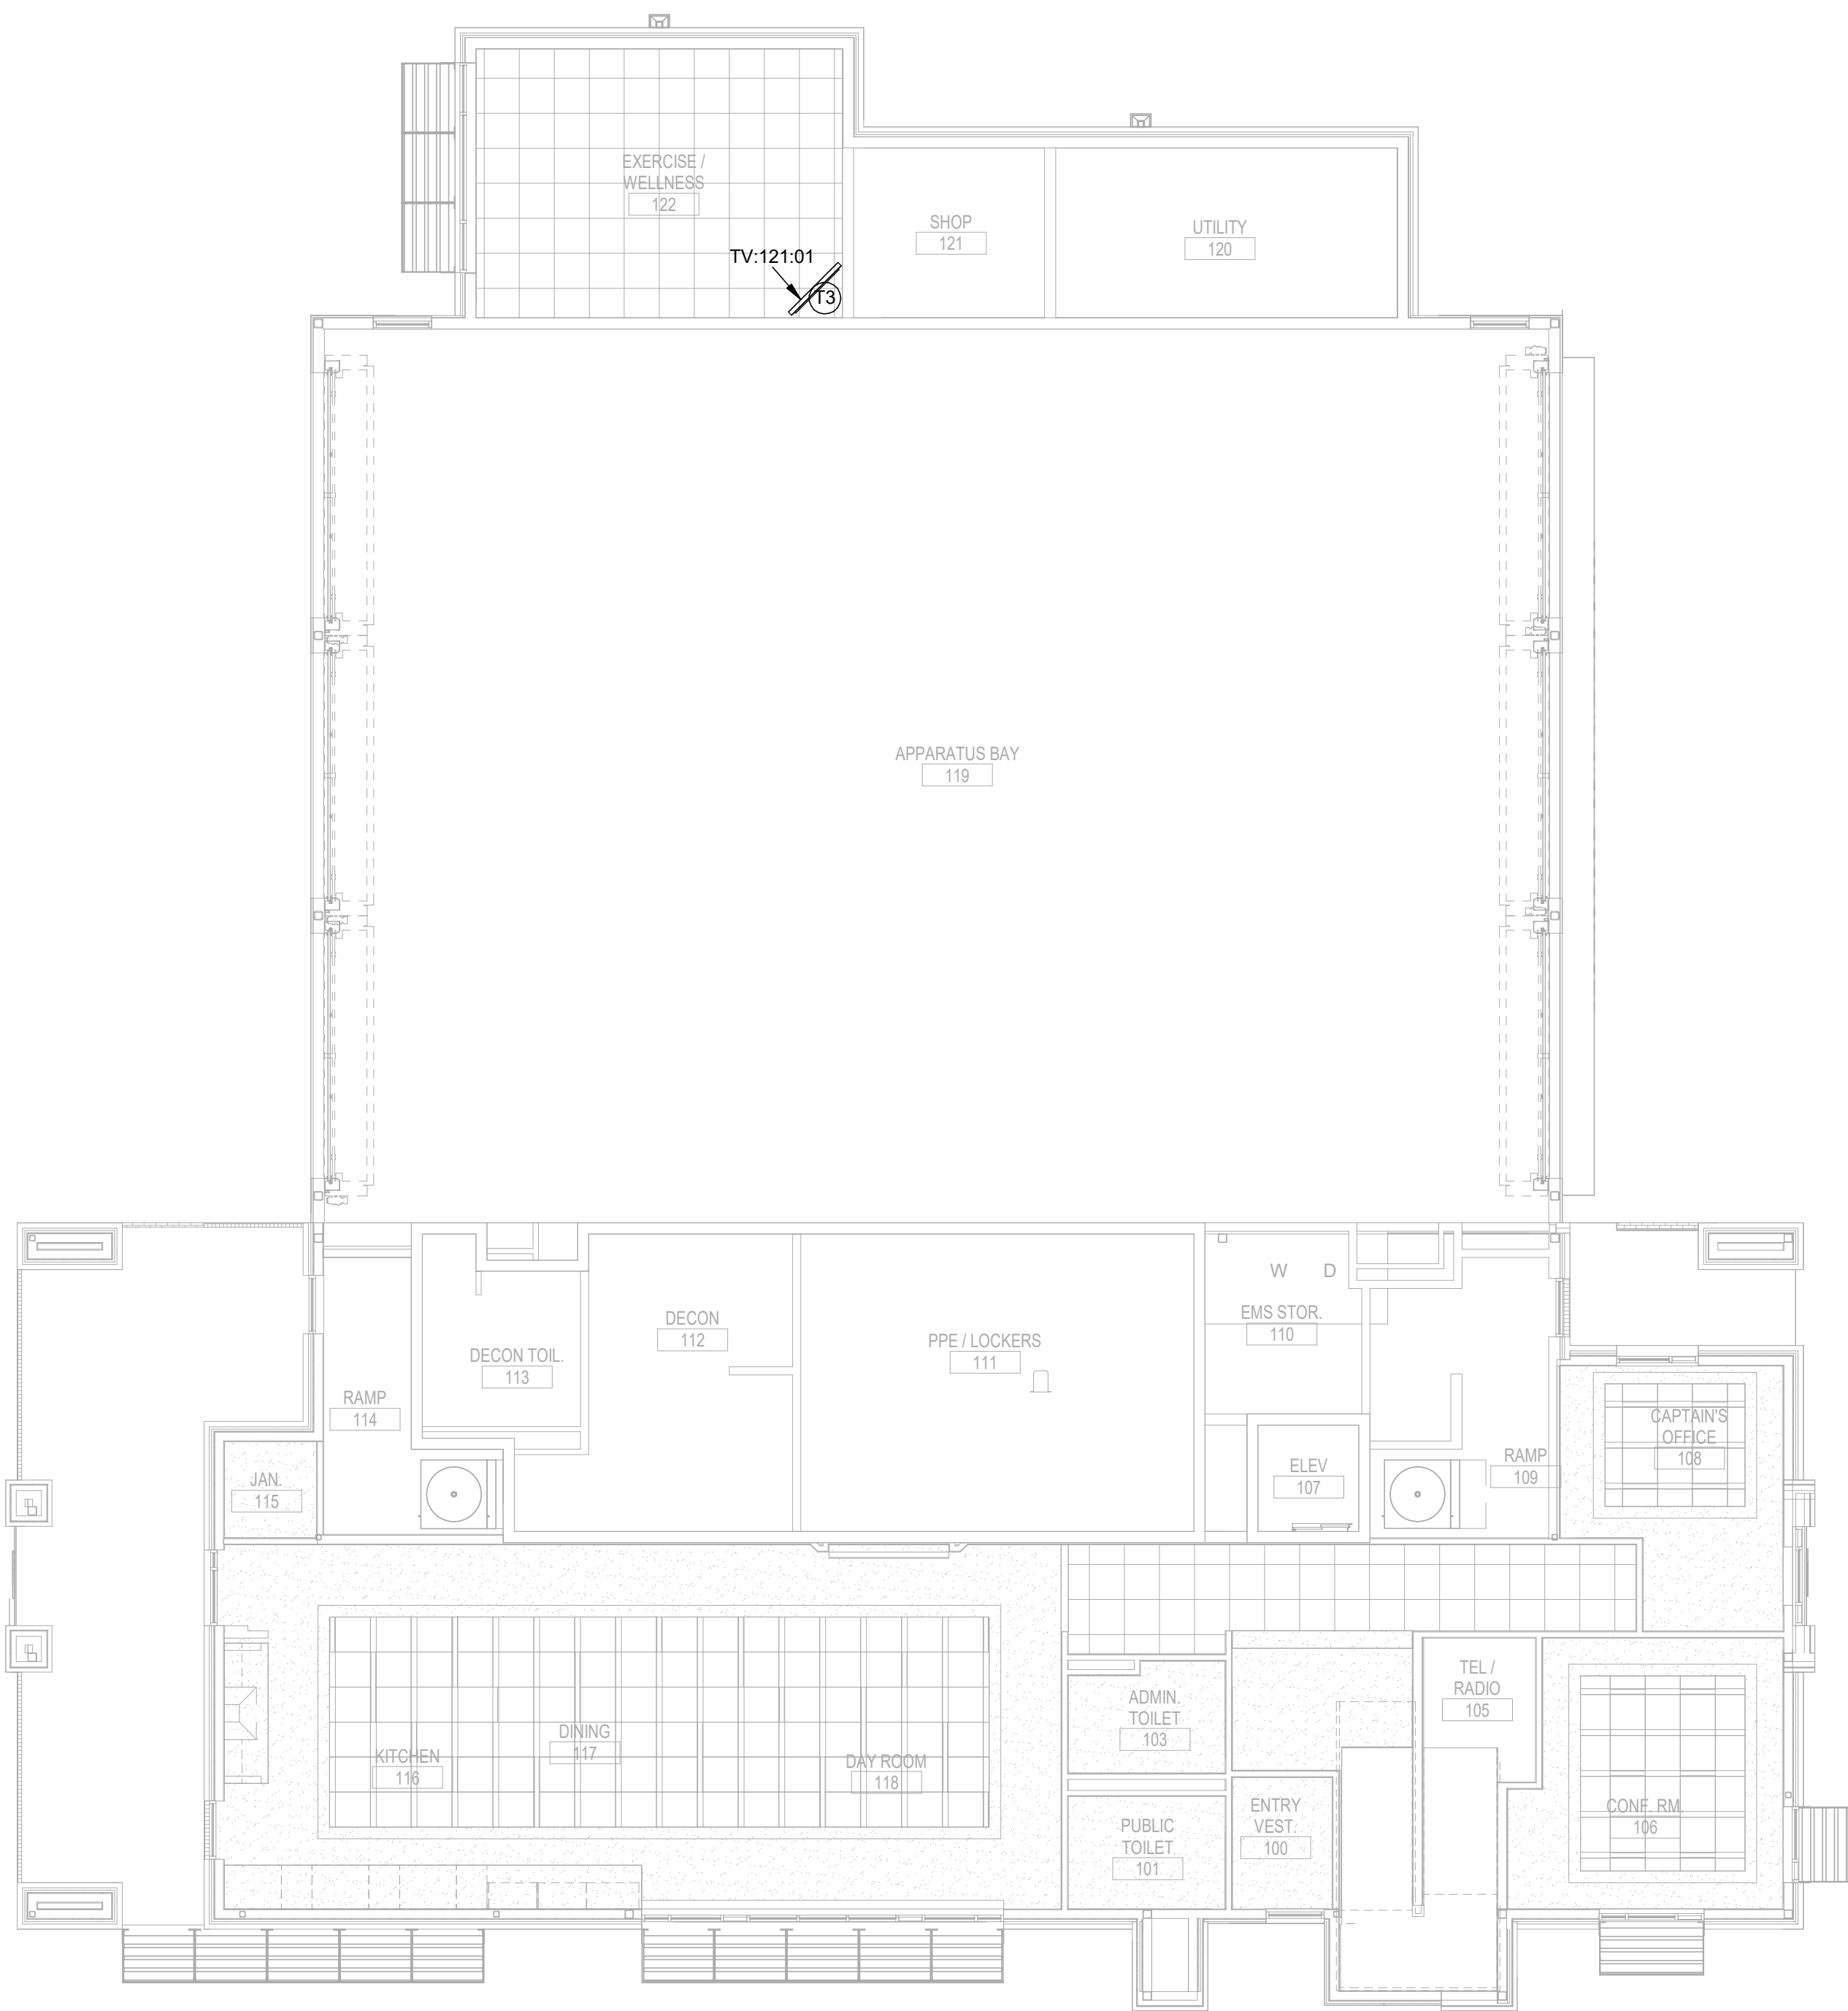 EXERCISE /
WELLNESS
122
SHOP
121
UTILITY
120
TV:121:01
T3
APPARATUS BAY
119
W D
DECON
112
EMS STOR.
110
PPE / LOCKERS
111
DECON TOIL.
113
RAMP
114
CAPTAIN'S
OFFICE
108
JAN.
115
ELEV
107
RAMP
109
TEL /
RADIO
105
ADMIN.
TOILET
103
DINING
117
KITCHEN
116
DAY ROOM
118
ENTRY
VEST.
100
CONF. RM.
106
PUBLIC
TOILET
101